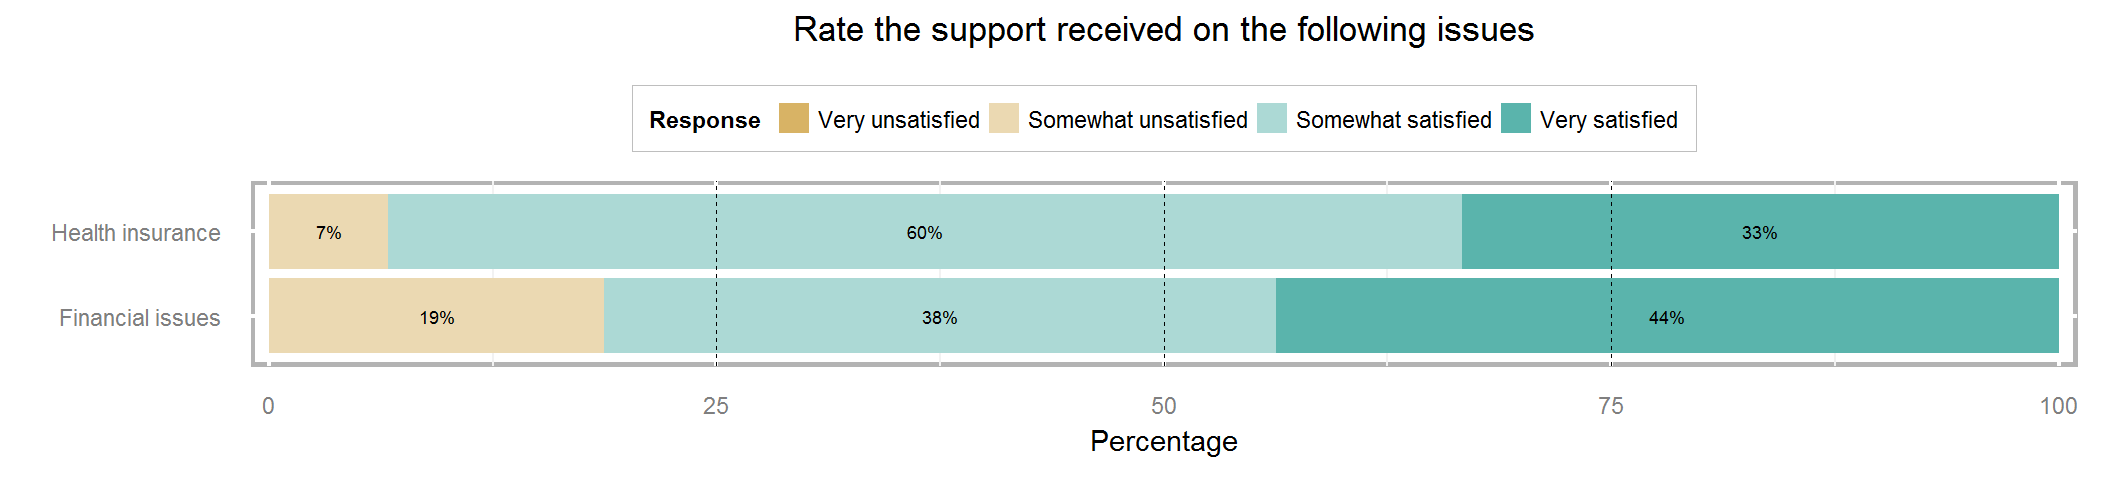 Rate the support received on the following issues
Response Very unsatisfied Somewhat unsatisfied Somewhat satisfied Very satisfied
Health insurance 7% 60% 33%
Financial issues 19% 38% 44%
0 25 50 75 100
Percentage